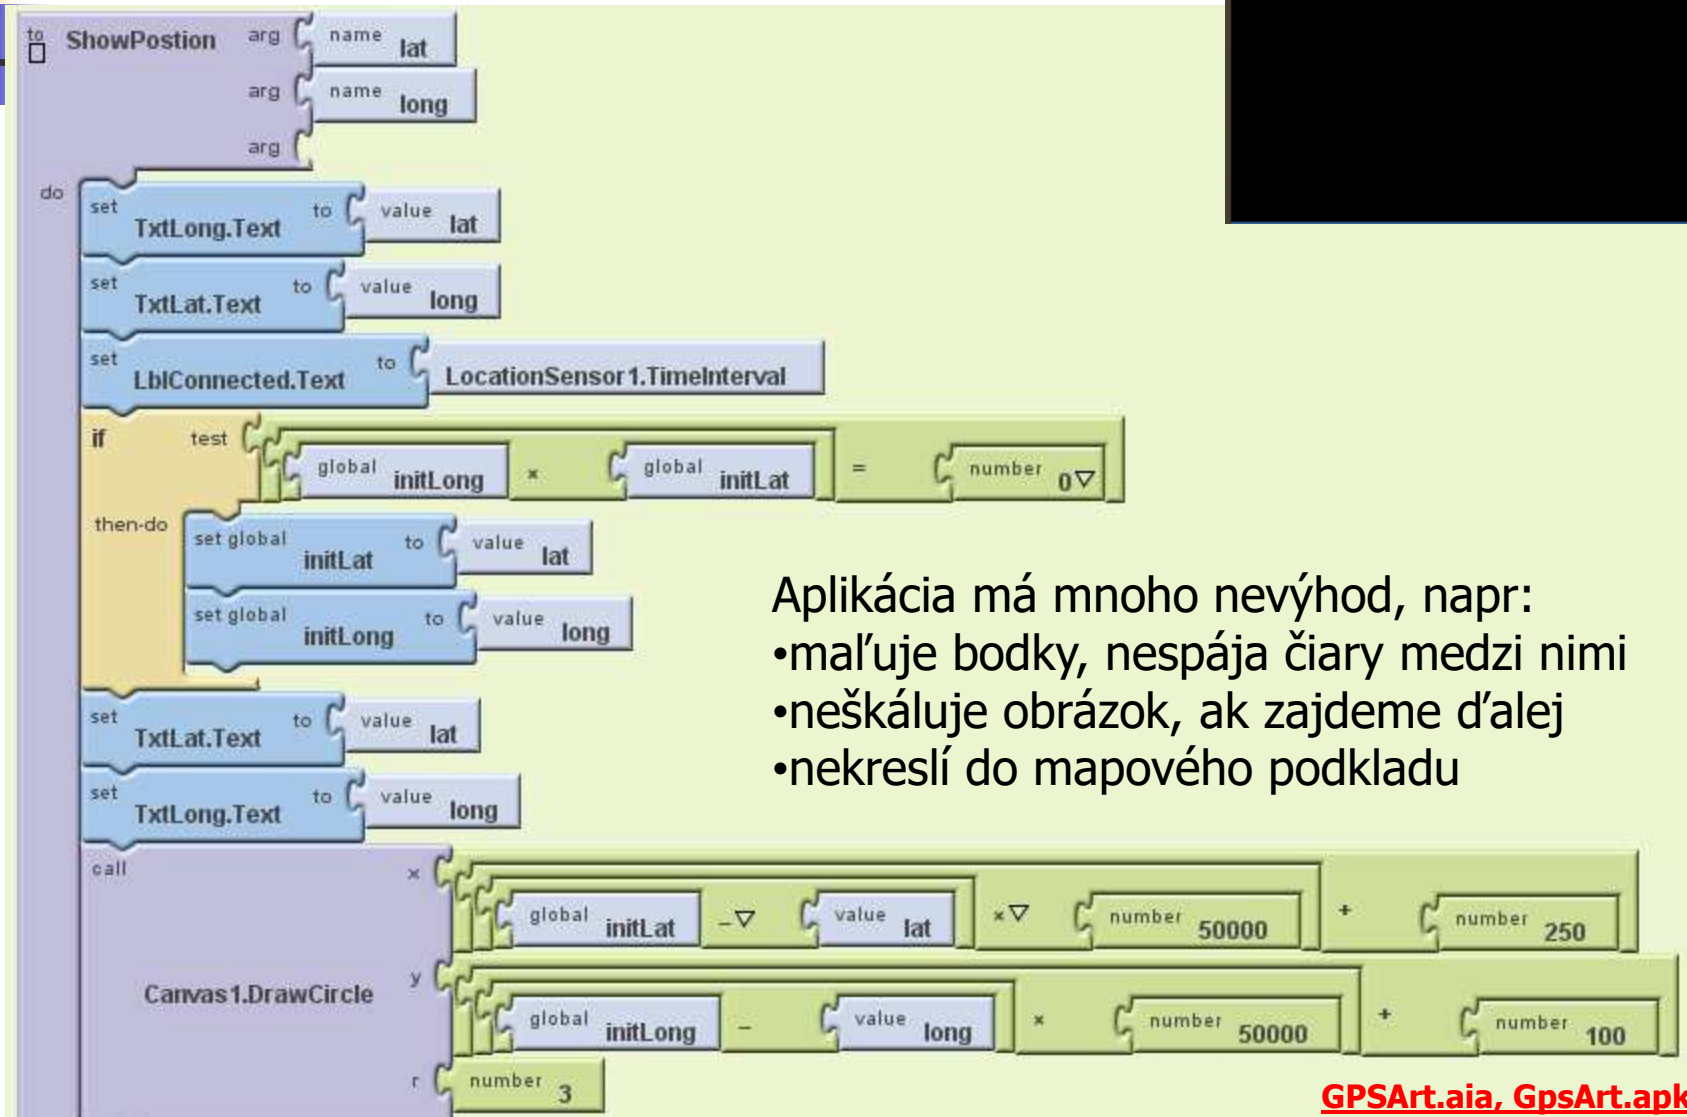 to ShowPostion arg name lat
arg name long
arg
do
set TxtLong.Text to value lat
set TxtLat.Text to value long
set LblConnected.Text to LocationSensor1.TimeInterval
if test global initLong × global initLat = number 0
then-do set global initLat to value lat
set global initLong to value long
Aplikácia má mnoho nevýhod, napr:
•maľuje bodky, nespája čiary medzi nimi
•neškáluje obrázok, ak zajdeme ďalej
•nekreslí do mapového podkladu
set TxtLat.Text to value lat
set TxtLong.Text to value long
call Canvas1.DrawCircle
x global initLat - value lat × number 50000 + number 250
y global initLong - value long × number 50000 + number 100
r number 3
GPSArt.aia, GpsArt.apk